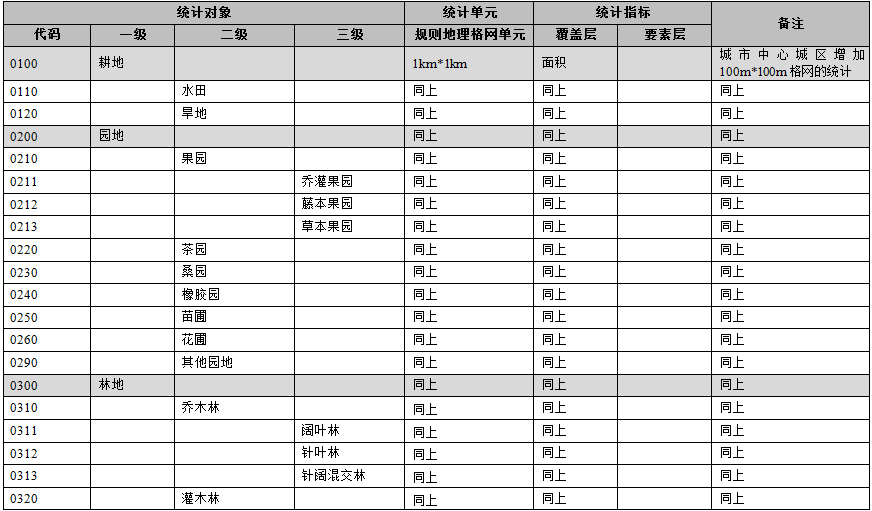 统计对象 统计单元 统计指标 备注
代码 一级 二级 三级 规则地理格网单元 覆盖层 要素层
0100 耕地 1km*1km 面积 城市中心城区增加
100m*100m格网的统计
0110 水田 同上 同上 同上
0120 旱地 同上 同上 同上
0200 园地 同上 同上 同上
0210 果园 同上 同上 同上
0211 乔灌果园 同上 同上 同上
0212 藤本果园 同上 同上 同上
0213 草本果园 同上 同上 同上
0220 茶园 同上 同上 同上
0230 桑园 同上 同上 同上
0240 橡胶园 同上 同上 同上
0250 苗圃 同上 同上 同上
0260 花圃 同上 同上 同上
0290 其他园地 同上 同上 同上
0300 林地 同上 同上 同上
0310 乔木林 同上 同上 同上
0311 阔叶林 同上 同上 同上
0312 针叶林 同上 同上 同上
0313 针阔混交林 同上 同上 同上
0320 灌木林 同上 同上 同上